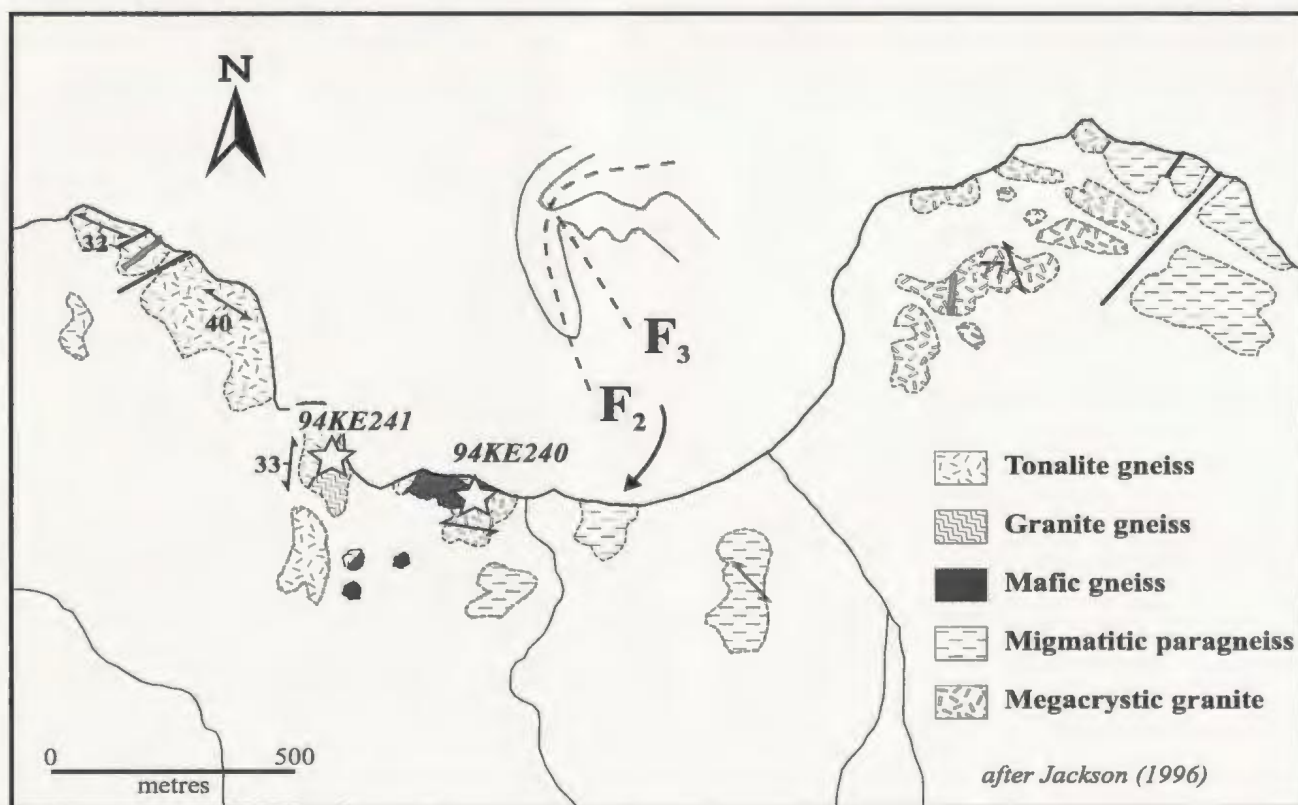 N
32
40
F₃
F₂
77
94KE241
33
94KE240
Tonalite gneiss
Granite gneiss
Mafic gneiss
Migmatitic paragneiss
Megacrystic granite
0 500
metres
after Jackson (1996)